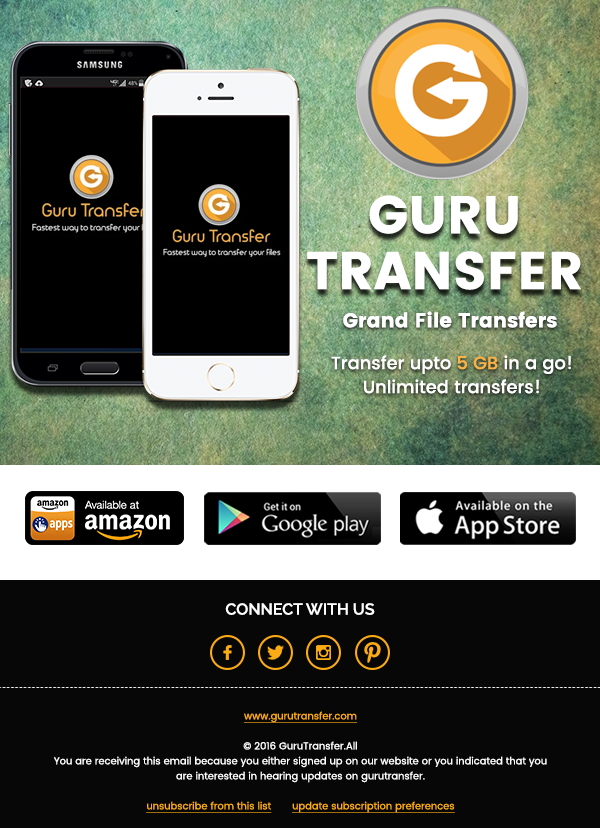 SAMSUNG
48%
Guru Transfer
Fastest way to transfer your
Guru Transfer
Fastest way to transfer your files
G
GURU
TRANSFER
Grand File Transfers
Transfer upto 5 GB in a go!
Unlimited transfers!
amazon
apps
Available at
amazon
Get it on
Google play
Available on the
App Store
CONNECT WITH US
www.gurutransfer.com
© 2016 GuruTransfer.All
You are receiving this email because you either signed up on our website or you indicated that you
are interested in hearing updates on gurutransfer.
unsubscribe from this list update subscription preferences